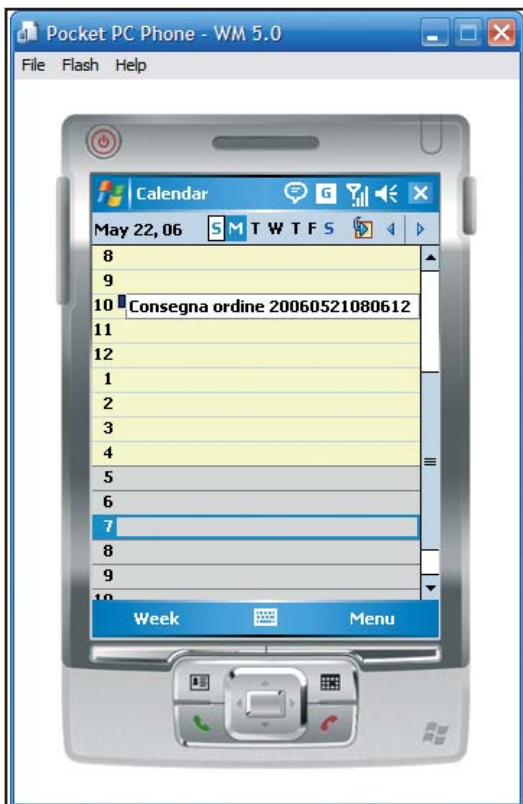 Pocket PC Phone - WM 5.0
File Flash Help
Calendar G
May 22, 06 S M T W T F S
8
9
10 Consegna ordine 20060521080612
11
12
1
2
3
4
5
6
7
8
9
10
Week Menu